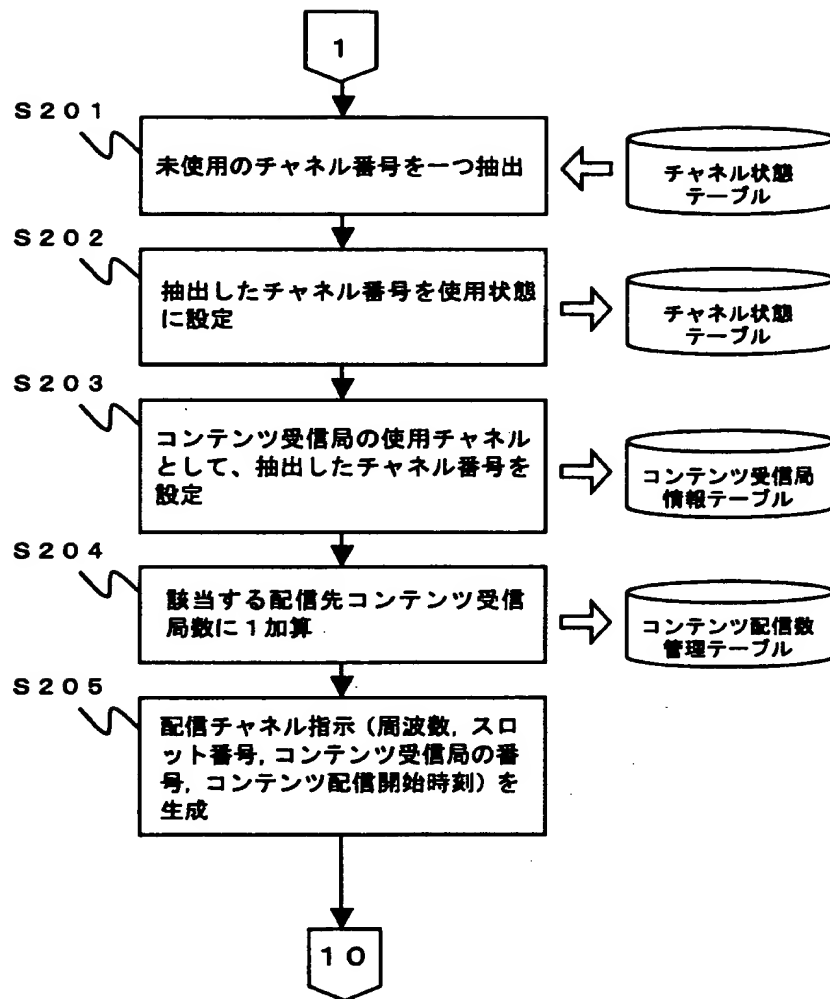 1
S201
未使用のチャネル番号を一つ抽出
チャネル状態
テーブル
S202
抽出したチャネル番号を使用状態
に設定
チャネル状態
テーブル
S203
コンテンツ受信局の使用チャネル
として、抽出したチャネル番号を
設定
コンテンツ受信局
情報テーブル
S204
該当する配信先コンテンツ受信
局数に1加算
コンテンツ配信数
管理テーブル
S205
配信チャネル指示（周波数，スロ
ット番号，コンテンツ受信局の番
号，コンテンツ配信開始時刻）を
生成
10